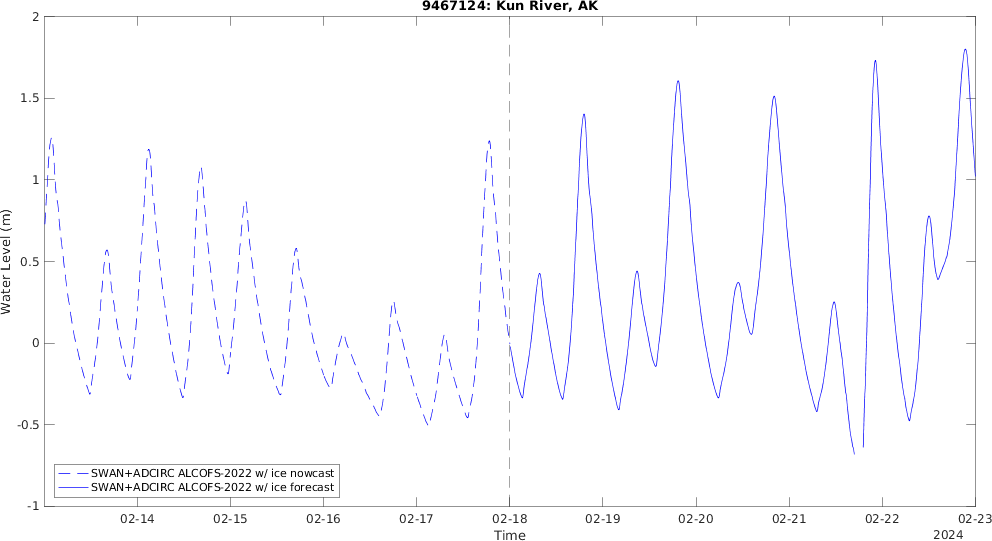 9467124: Kun River, AK
2
1.5
1
0.5
0
-0.5
-1
Water Level (m)
SWAN+ADCIRC ALCOFS-2022 w/ ice nowcast
SWAN+ADCIRC ALCOFS-2022 w/ ice forecast
02-14 02-15 02-16 02-17 02-18 02-19 02-20 02-21 02-22 02-23
Time
2024